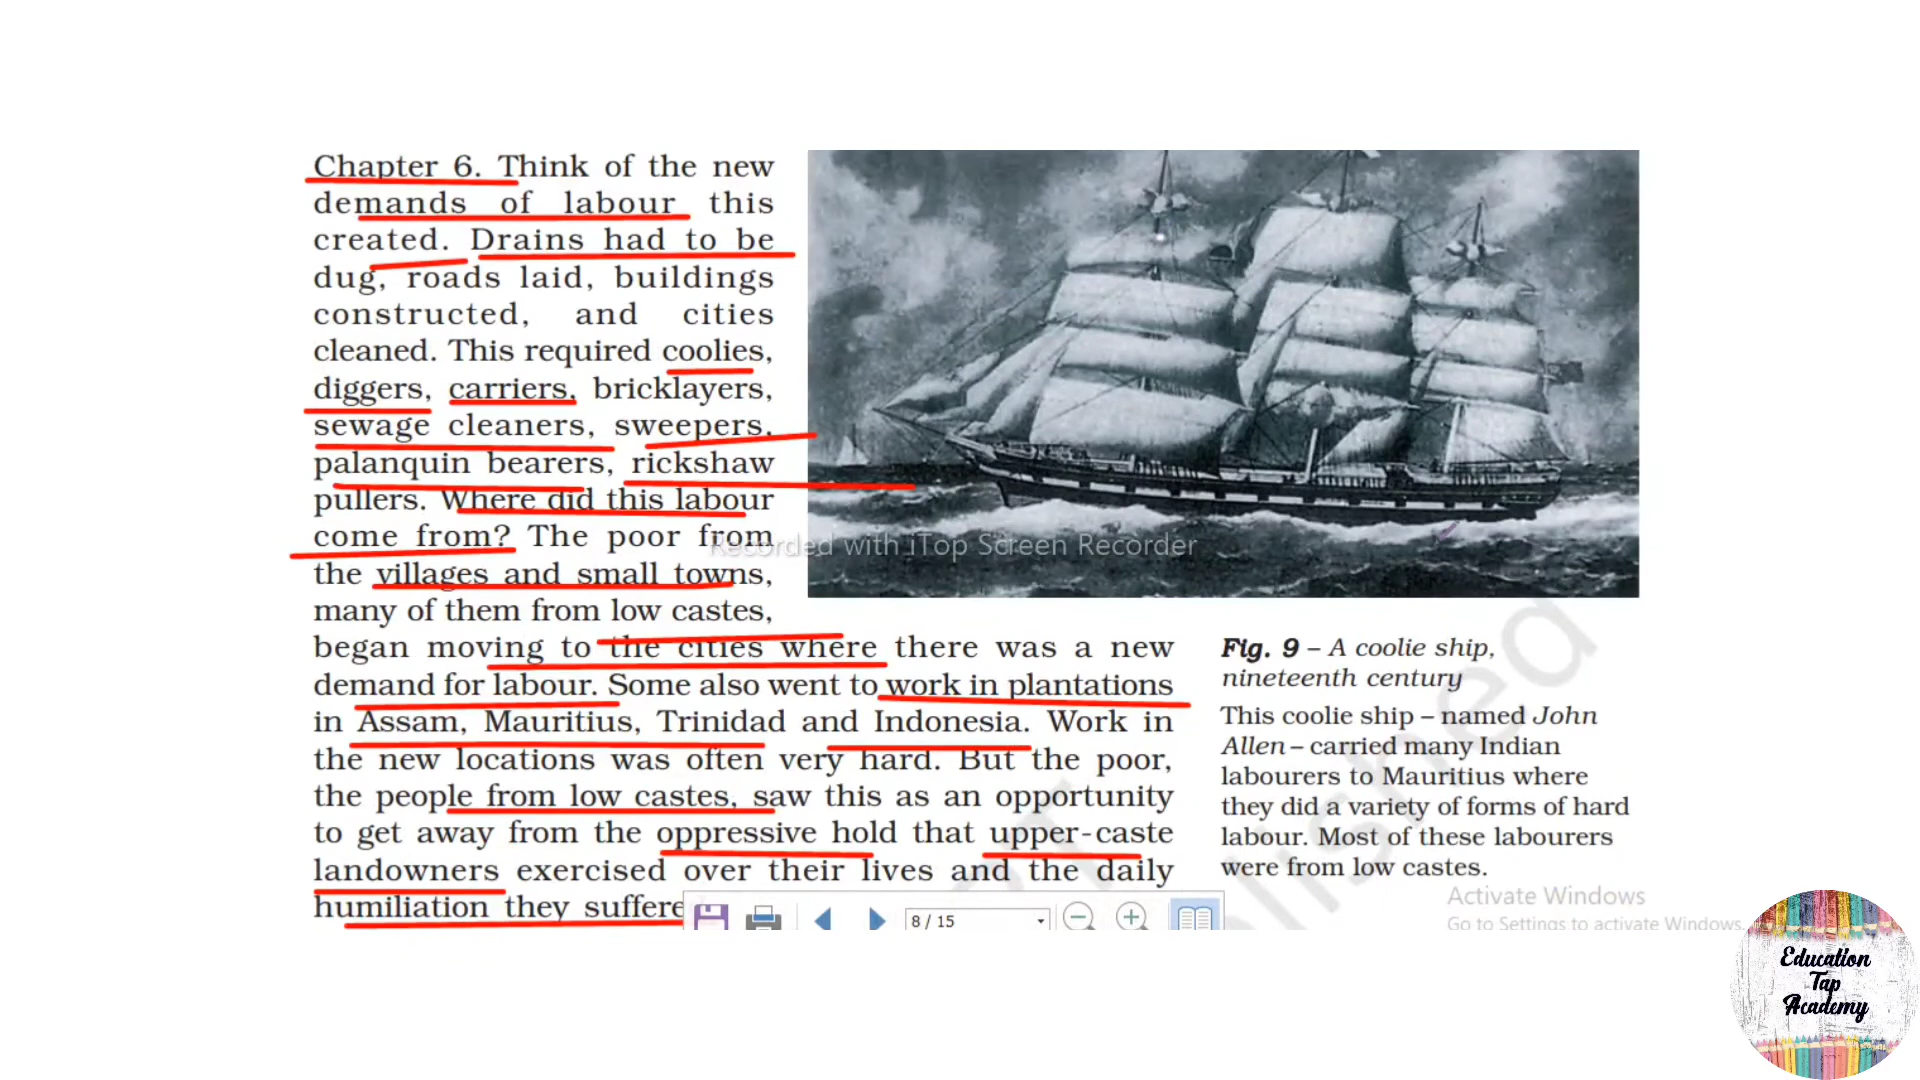 Chapter 6. Think of the new
demands of labour this
created. Drains had to be
dug, roads laid, buildings
constructed, and cities
cleaned. This required coolies,
diggers, carriers, bricklayers,
sewage cleaners, sweepers,
palanquin bearers, rickshaw
pullers. Where did this labour
come from? The poor from
the villages and small towns,
many of them from low castes,
began moving to the cities where there was a new
demand for labour. Some also went to work in plantations
in Assam, Mauritius, Trinidad and Indonesia. Work in
the new locations was often very hard. But the poor,
the people from low castes, saw this as an opportunity
to get away from the oppressive hold that upper-caste
landowners exercised over their lives and the daily
humiliation they suffere
Recorded with iTop Screen Recorder
Fig. 9 – A coolie ship,
nineteenth century
This coolie ship – named John
Allen – carried many Indian
labourers to Mauritius where
they did a variety of forms of hard
labour. Most of these labourers
were from low castes.
8 / 15
Activate Windows
Go to Settings to activate Windows.
Education
Tap
Academy